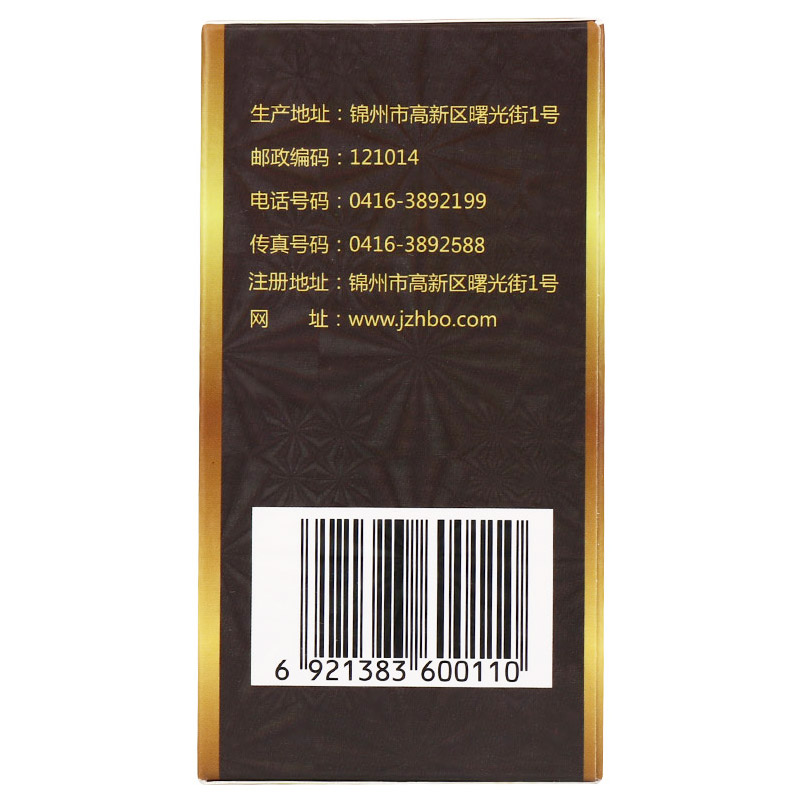 生产地址：锦州市高新区曙光街1号
邮政编码：121014
电话号码：0416-3892199
传真号码：0416-3892588
注册地址：锦州市高新区曙光街1号
网　　址：www.jzhbo.com
6 921383 600110